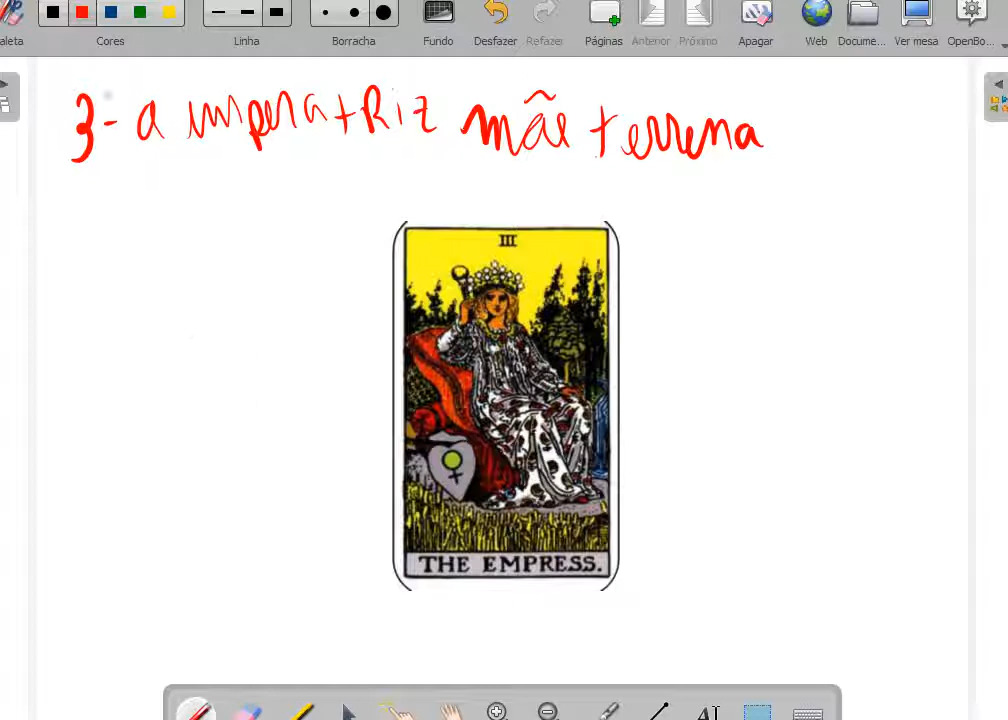 aleta Cores Linha Borracha Fundo Desfazer Refazer Páginas Anterior Próximo Apagar Web Docume... Ver mesa OpenBo...
3- a imperatriz mãe terrena
III
THE EMPRESS.